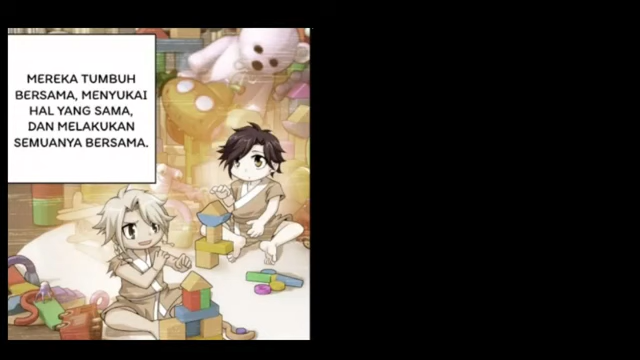 MEREKA TUMBUH
BERSAMA, MENYUKAI
HAL YANG SAMA,
DAN MELAKUKAN
SEMUANYA BERSAMA.